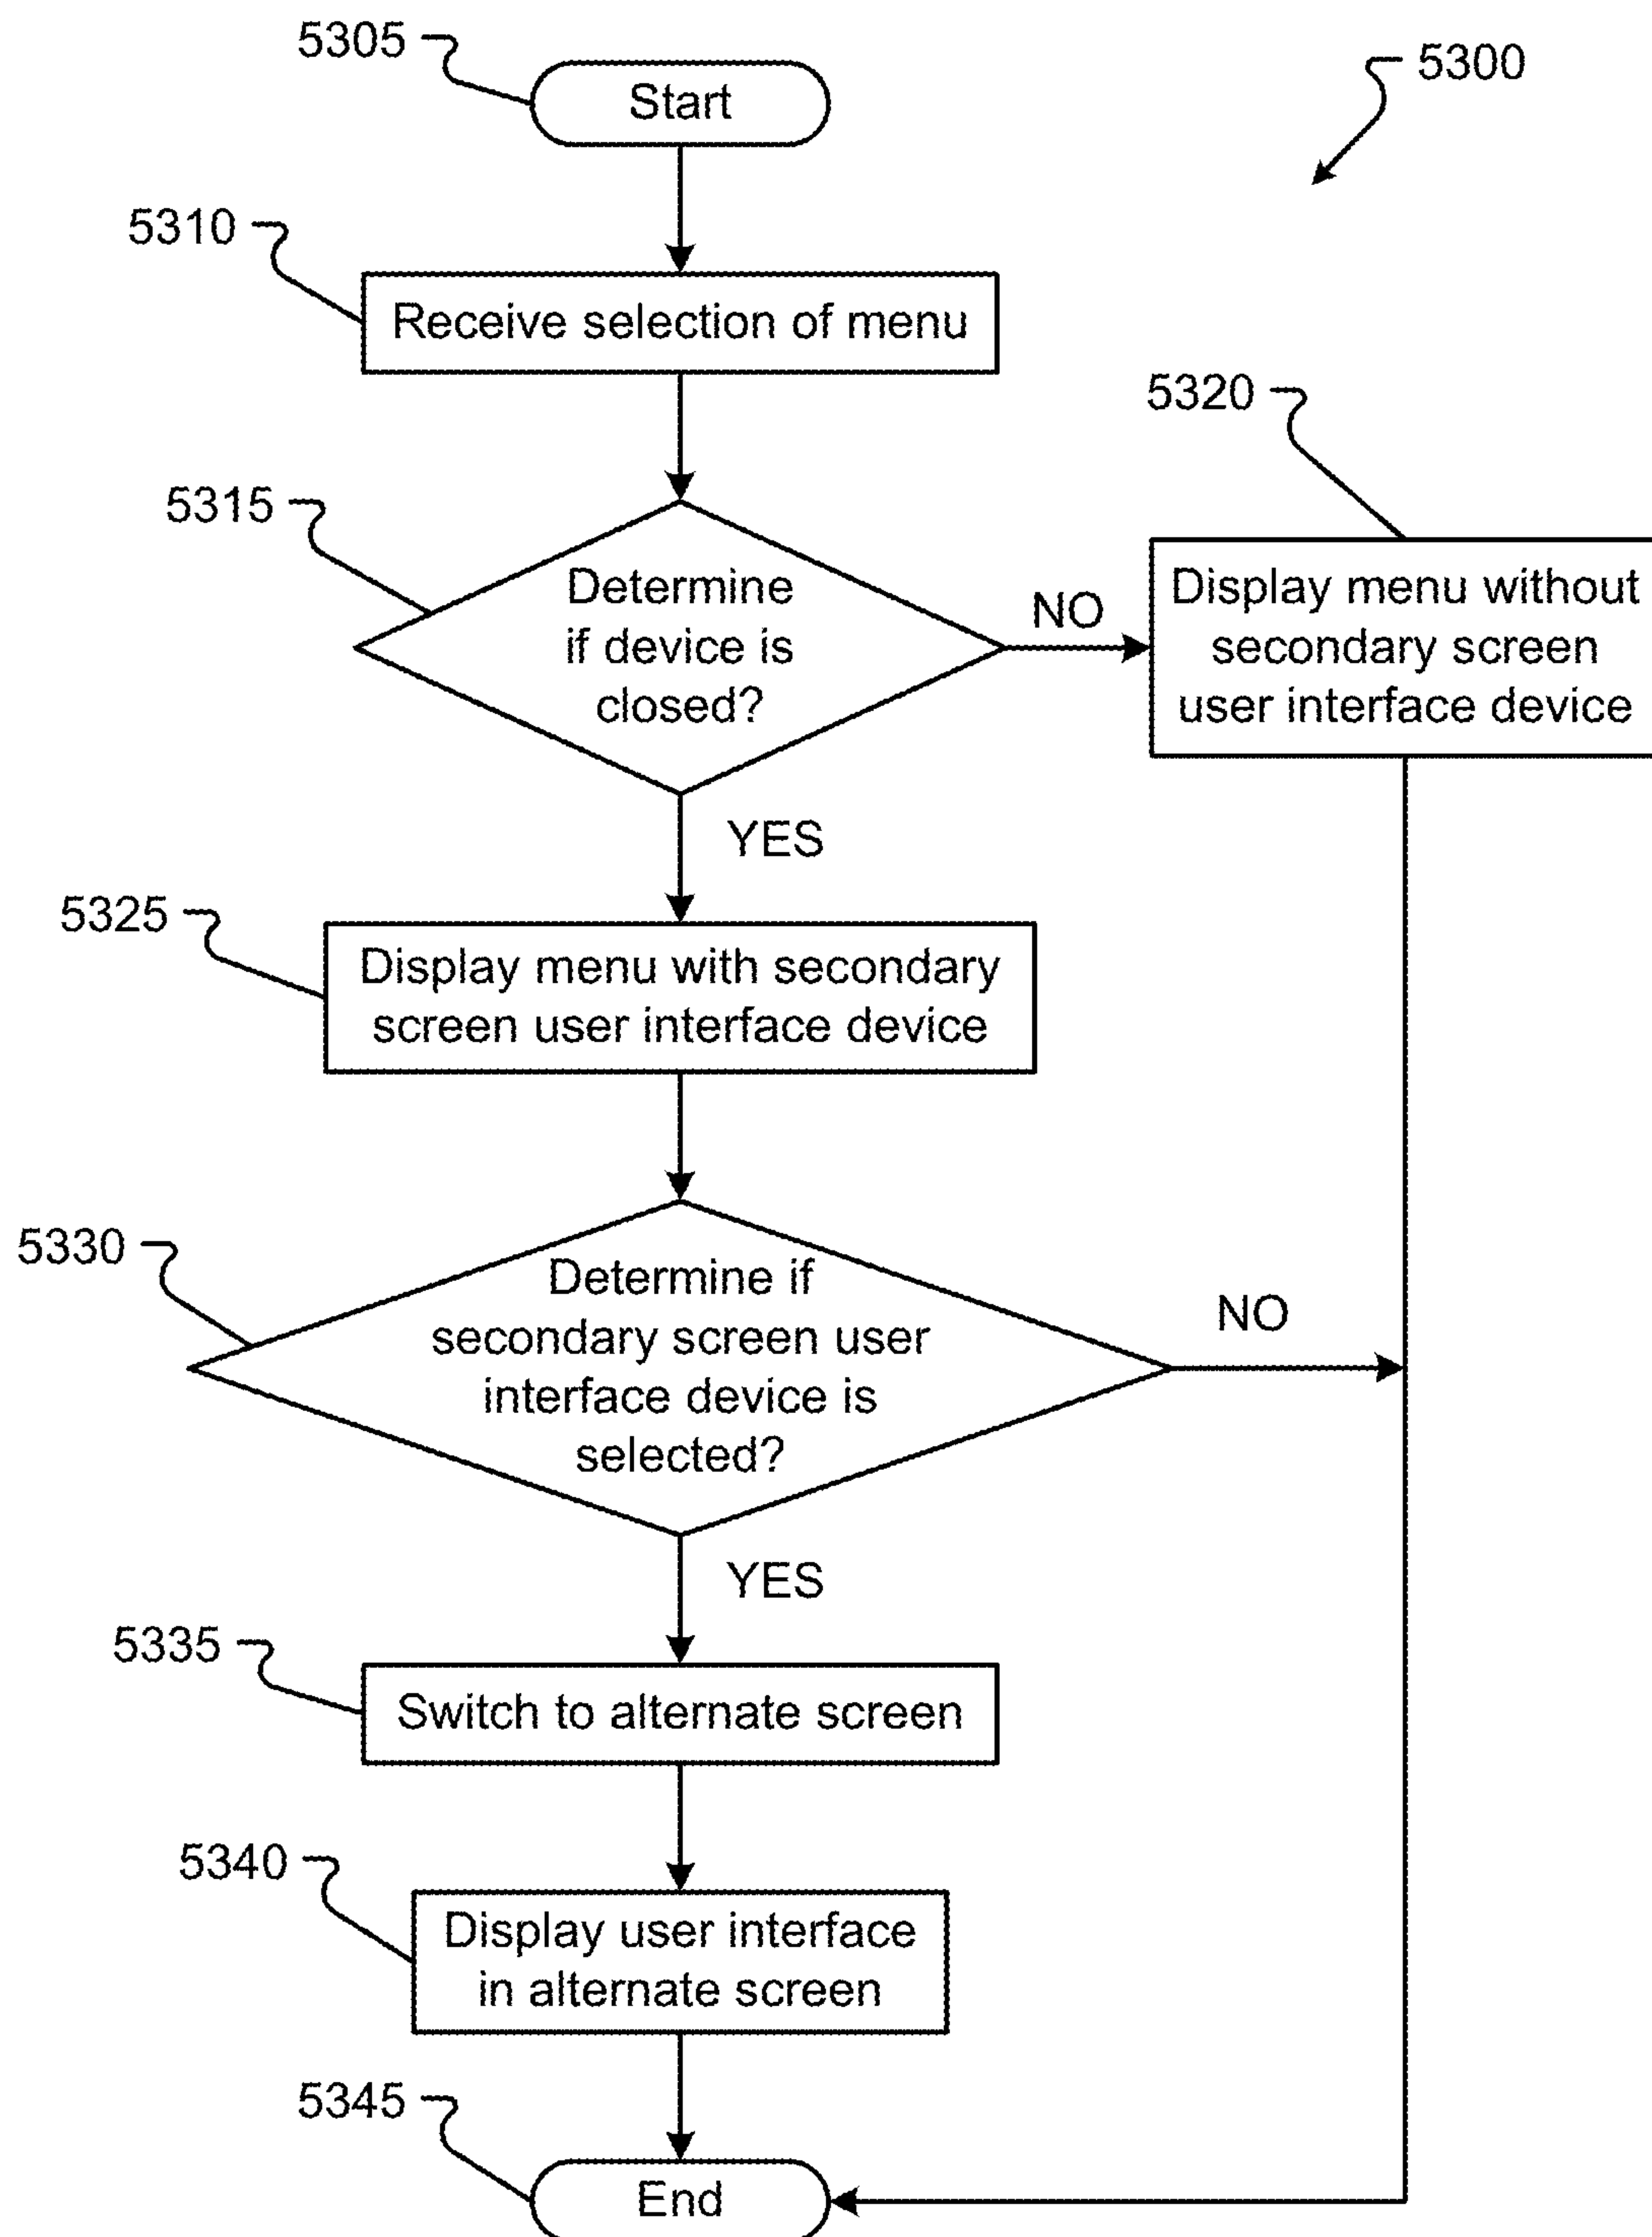 5305
Start
5300
5310
Receive selection of menu
5320
5315
Determine
if device is
closed?
NO
Display menu without
secondary screen
user interface device
YES
5325
Display menu with secondary
screen user interface device
5330
Determine if
secondary screen user
interface device is
selected?
NO
YES
5335
Switch to alternate screen
5340
Display user interface
in alternate screen
5345
End